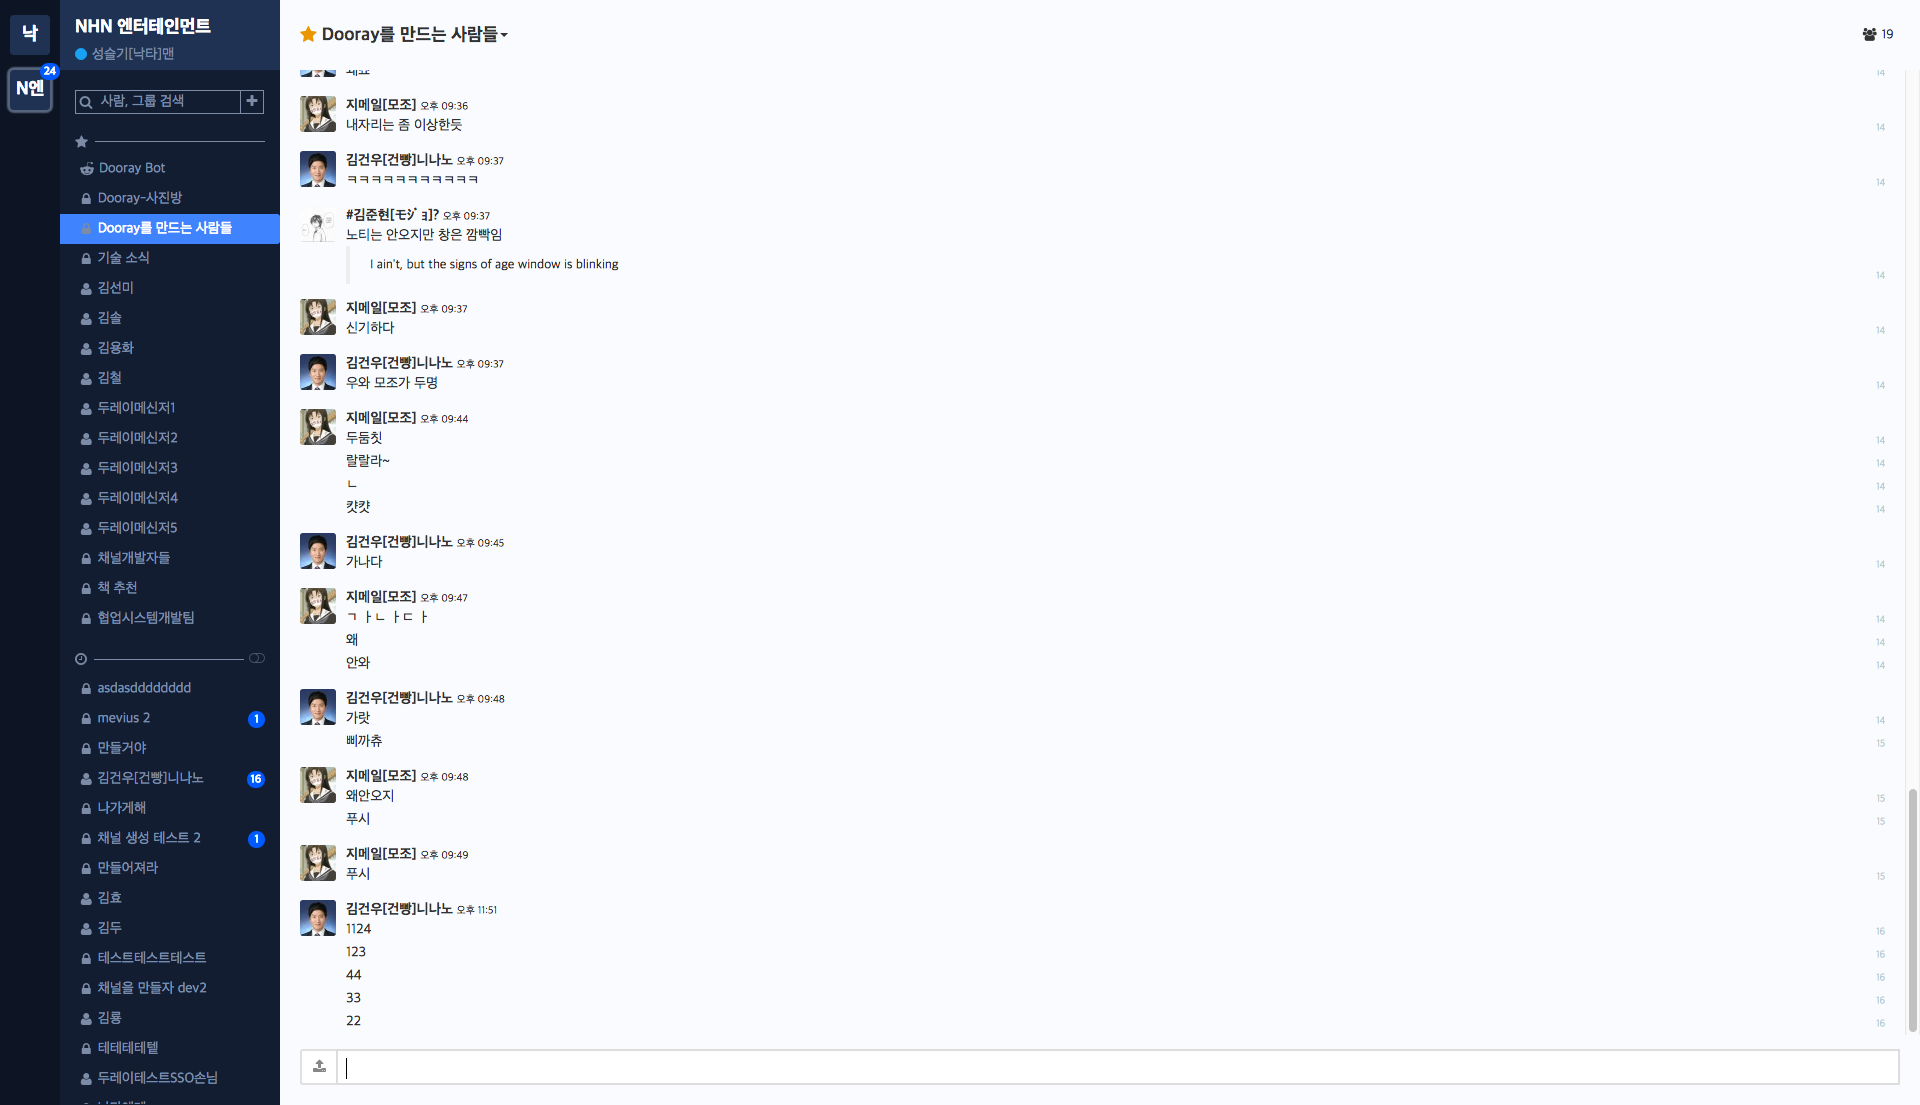 낙
N엔
24
NHN 엔터테인먼트
성슬기[낙타]맨
사람, 그룹 검색
Dooray Bot
Dooray-사진방
Dooray를 만드는 사람들
기술 소식
김선미
김솔
김용화
김철
두레이메신저1
두레이메신저2
두레이메신저3
두레이메신저4
두레이메신저5
채널개발자들
책 추천
협업시스템개발팀
asdasdddddddd
mevius 2 1
만들거야
김건우[건빵]니나노 16
나가게해
채널 생성 테스트 2 1
만들어져라
김효
김두
테스트테스트테스트
채널을 만들자 dev2
김룡
테테테테텥
두레이테스트SSO손님
Dooray를 만드는 사람들
19
14
지메일[모조] 오후 09:36
내자리는 좀 이상한듯 14
김건우[건빵]니나노 오후 09:37
ㅋㅋㅋㅋㅋㅋㅋㅋㅋㅋㅋ 14
#김준현[モジョ]? 오후 09:37
노티는 안오지만 창은 깜빡임
I ain't, but the signs of age window is blinking 14
지메일[모조] 오후 09:37
신기하다 14
김건우[건빵]니나노 오후 09:37
우와 모조가 두명 14
지메일[모조] 오후 09:44
두둠칫 14
랄랄라~ 14
ㄴ 14
캿캿 14
김건우[건빵]니나노 오후 09:45
가나다 14
지메일[모조] 오후 09:47
ㄱ ㅏㄴ ㅏㄷ ㅏ 14
왜 14
안와 14
김건우[건빵]니나노 오후 09:48
가랏 14
삐까츄 15
지메일[모조] 오후 09:48
왜안오지 15
푸시 15
지메일[모조] 오후 09:49
푸시 15
김건우[건빵]니나노 오후 11:51
1124 16
123 16
44 16
33 16
22 16